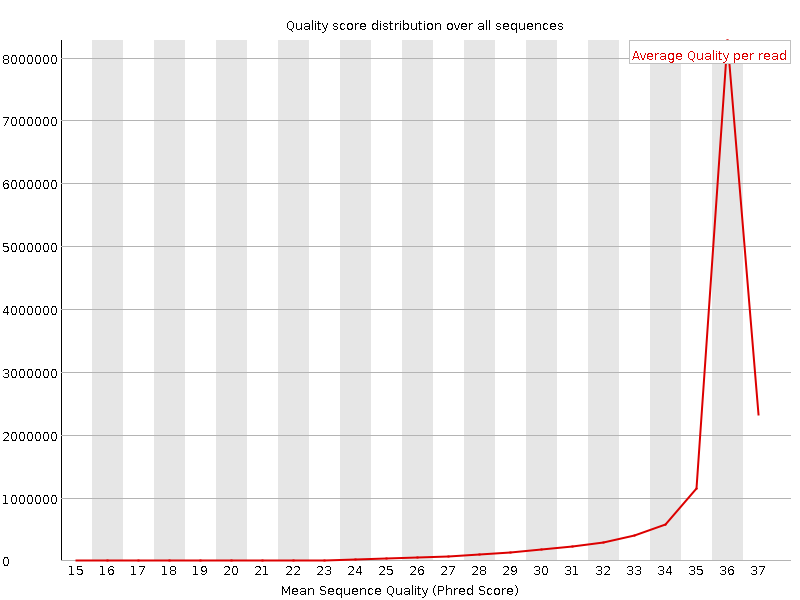 Quality score distribution over all sequences
Average Quality per read
8000000
7000000
6000000
5000000
4000000
3000000
2000000
1000000
0
15 16 17 18 19 20 21 22 23 24 25 26 27 28 29 30 31 32 33 34 35 36 37
Mean Sequence Quality (Phred Score)